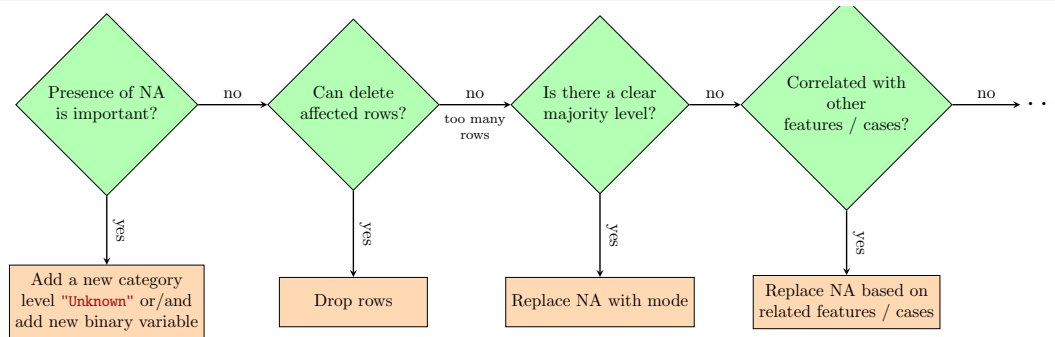 Presence of NA
is important?
no
Can delete
affected rows?
no
too many
rows
Is there a clear
majority level?
no
Correlated with
other
features / cases?
no
yes
yes
yes
yes
Add a new category
level "Unknown" or/and
add new binary variable
Drop rows
Replace NA with mode
Replace NA based on
related features / cases